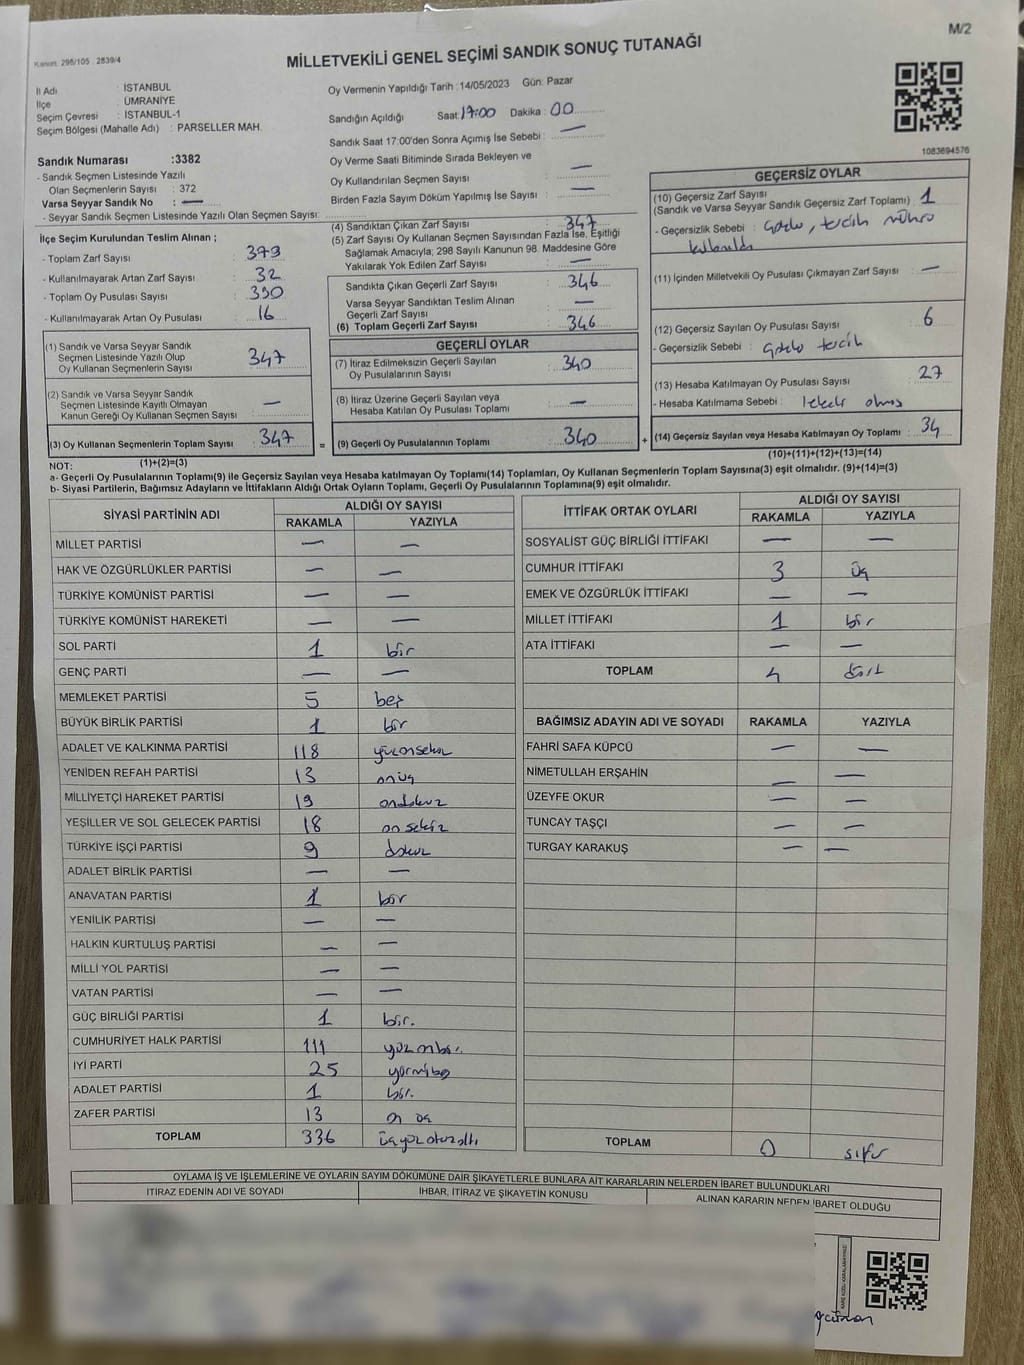 M/2
Kanun: 298/105 2839/4
MİLLETVEKİLİ GENEL SEÇİMİ SANDIK SONUÇ TUTANAĞI
İl Adı : İSTANBUL
İlçe : ÜMRANİYE
Seçim Çevresi : İSTANBUL-1
Seçim Bölgesi (Mahalle Adı) : PARSELLER MAH.
Oy Vermenin Yapıldığı Tarih :14/05/2023 Gün: Pazar
Sandığın Açıldığı Saat: 17:00 Dakika: 00
Sandık Saat 17:00'den Sonra Açımış İse Sebebi : —
Oy Verme Saati Bitiminde Sırada Bekleyen ve
Oy Kullandırılan Seçmen Sayısı —
Birden Fazla Sayım Döküm Yapılmış İse Sayısı : —
1083694576
Sandık Numarası :3382
- Sandık Seçmen Listesinde Yazılı
Olan Seçmenlerin Sayısı : 372
Varsa Seyyar Sandık No : —
- Seyyar Sandık Seçmen Listesinde Yazılı Olan Seçmen Sayısı:
İlçe Seçim Kurulundan Teslim Alınan ;
- Toplam Zarf Sayısı : 379
- Kullanılmayarak Artan Zarf Sayısı : 32
- Toplam Oy Pusulası Sayısı : 390
- Kullanılmayarak Artan Oy Pusulası : 16
(1) Sandık ve Varsa Seyyar Sandık
Seçmen Listesinde Yazılı Olup
Oy Kullanan Seçmenlerin Sayısı : 347
(2) Sandık ve Varsa Seyyar Sandık
Seçmen Listesinde Kayıtlı Olmayan
Kanun Gereği Oy Kullanan Seçmen Sayısı : —
(3) Oy Kullanan Seçmenlerin Toplam Sayısı : 347
(1)+(2)=(3)
(4) Sandıktan Çıkan Zarf Sayısı : 347
(5) Zarf Sayısı Oy Kullanan Seçmen Sayısından Fazla İse, Eşitliği
Sağlamak Amacıyla; 298 Sayılı Kanunun 98. Maddesine Göre
Yakılarak Yok Edilen Zarf Sayısı : —
Sandıkta Çıkan Geçerli Zarf Sayısı : 346
Varsa Seyyar Sandıktan Teslim Alınan
Geçerli Zarf Sayısı : —
(6) Toplam Geçerli Zarf Sayısı : 346
GEÇERLİ OYLAR
(7) İtiraz Edilmeksizin Geçerli Sayılan
Oy Pusulalarının Sayısı : 340
(8) İtiraz Üzerine Geçerli Sayılan veya
Hesaba Katılan Oy Pusulası Toplamı : —
= (9) Geçerli Oy Pusulalarının Toplamı : 340
GEÇERSİZ OYLAR
(10) Geçersiz Zarf Sayısı
(Sandık ve Varsa Seyyar Sandık Geçersiz Zarf Toplamı) : 1
- Geçersizlik Sebebi : tercih mührü
(11) İçinden Milletvekili Oy Pusulası Çıkmayan Zarf Sayısı : —
(12) Geçersiz Sayılan Oy Pusulası Sayısı : 6
- Geçersizlik Sebebi : tercih
(13) Hesaba Katılmayan Oy Pusulası Sayısı : 27
- Hesaba Katılmama Sebebi : olmus
+ (14) Geçersiz Sayılan veya Hesaba Katılmayan Oy Toplamı : 34
(10)+(11)+(12)+(13)=(14)
NOT:
a- Geçerli Oy Pusulaları Toplamı(9) ile Geçersiz Sayılan veya Hesaba katılmayan Oy Toplamı(14) Toplamları, Oy Kullanan Seçmenlerin Toplam Sayısına(3) eşit olmalıdır. (9)+(14)=(3)
b- Siyasi Partilerin, Bağımsız Adayların ve İttifakların Aldığı Ortak Oyların Toplamı, Geçerli Oy Pusulalarının Toplamına(9) eşit olmalıdır.
SİYASİ PARTİNİN ADI ALDIĞI OY SAYISI
RAKAMLA YAZIYLA
MİLLET PARTİSİ — —
HAK VE ÖZGÜRLÜKLER PARTİSİ — —
TÜRKİYE KOMÜNİST PARTİSİ — —
TÜRKİYE KOMÜNİST HAREKETİ — —
SOL PARTİ 1 bir
GENÇ PARTİ — —
MEMLEKET PARTİSİ 5 beş
BÜYÜK BİRLİK PARTİSİ 1 bir
ADALET VE KALKINMA PARTİSİ 118 yüzonsekiz
YENİDEN REFAH PARTİSİ 13 onüç
MİLLİYETÇİ HAREKET PARTİSİ 19 ondokuz
YEŞİLLER VE SOL GELECEK PARTİSİ 18 on sekiz
TÜRKİYE İŞÇİ PARTİSİ 9 dokuz
ADALET BİRLİK PARTİSİ — —
ANAVATAN PARTİSİ 1 bir
YENİLİK PARTİSİ — —
HALKIN KURTULUŞ PARTİSİ — —
MİLLİ YOL PARTİSİ — —
VATAN PARTİSİ — —
GÜÇ BİRLİĞİ PARTİSİ 1 bir.
CUMHURİYET HALK PARTİSİ 111 yüz onbir
İYİ PARTİ 25 yirmibeş
ADALET PARTİSİ 1 bir.
ZAFER PARTİSİ 13 on üç
TOPLAM 336 üçyüz otuzaltı
İTTİFAK ORTAK OYLARI ALDIĞI OY SAYISI
RAKAMLA YAZIYLA
SOSYALİST GÜÇ BİRLİĞİ İTTİFAKI — —
CUMHUR İTTİFAKI 3 üç
EMEK VE ÖZGÜRLÜK İTTİFAKI — —
MİLLET İTTİFAKI 1 bir
ATA İTTİFAKI — —
TOPLAM 4 dört
BAĞIMSIZ ADAYIN ADI VE SOYADI RAKAMLA YAZIYLA
FAHRİ SAFA KÜPCÜ — —
NİMETULLAH ERŞAHİN — —
ÜZEYFE OKUR — —
TUNCAY TAŞÇI — —
TURGAY KARAKUŞ — —
TOPLAM 0 sıfır
OYLAMA İŞ VE İŞLEMLERİNE VE OYLARIN SAYIM DÖKÜMÜNE DAİR ŞİKAYETLERLE BUNLARA AİT KARARLARIN NELERDEN İBARET BULUNDUKLARI
İTİRAZ EDENİN ADI VE SOYADI İHBAR, İTİRAZ VE ŞİKAYETİN KONUSU ALINAN KARARIN NEDEN İBARET OLDUĞU